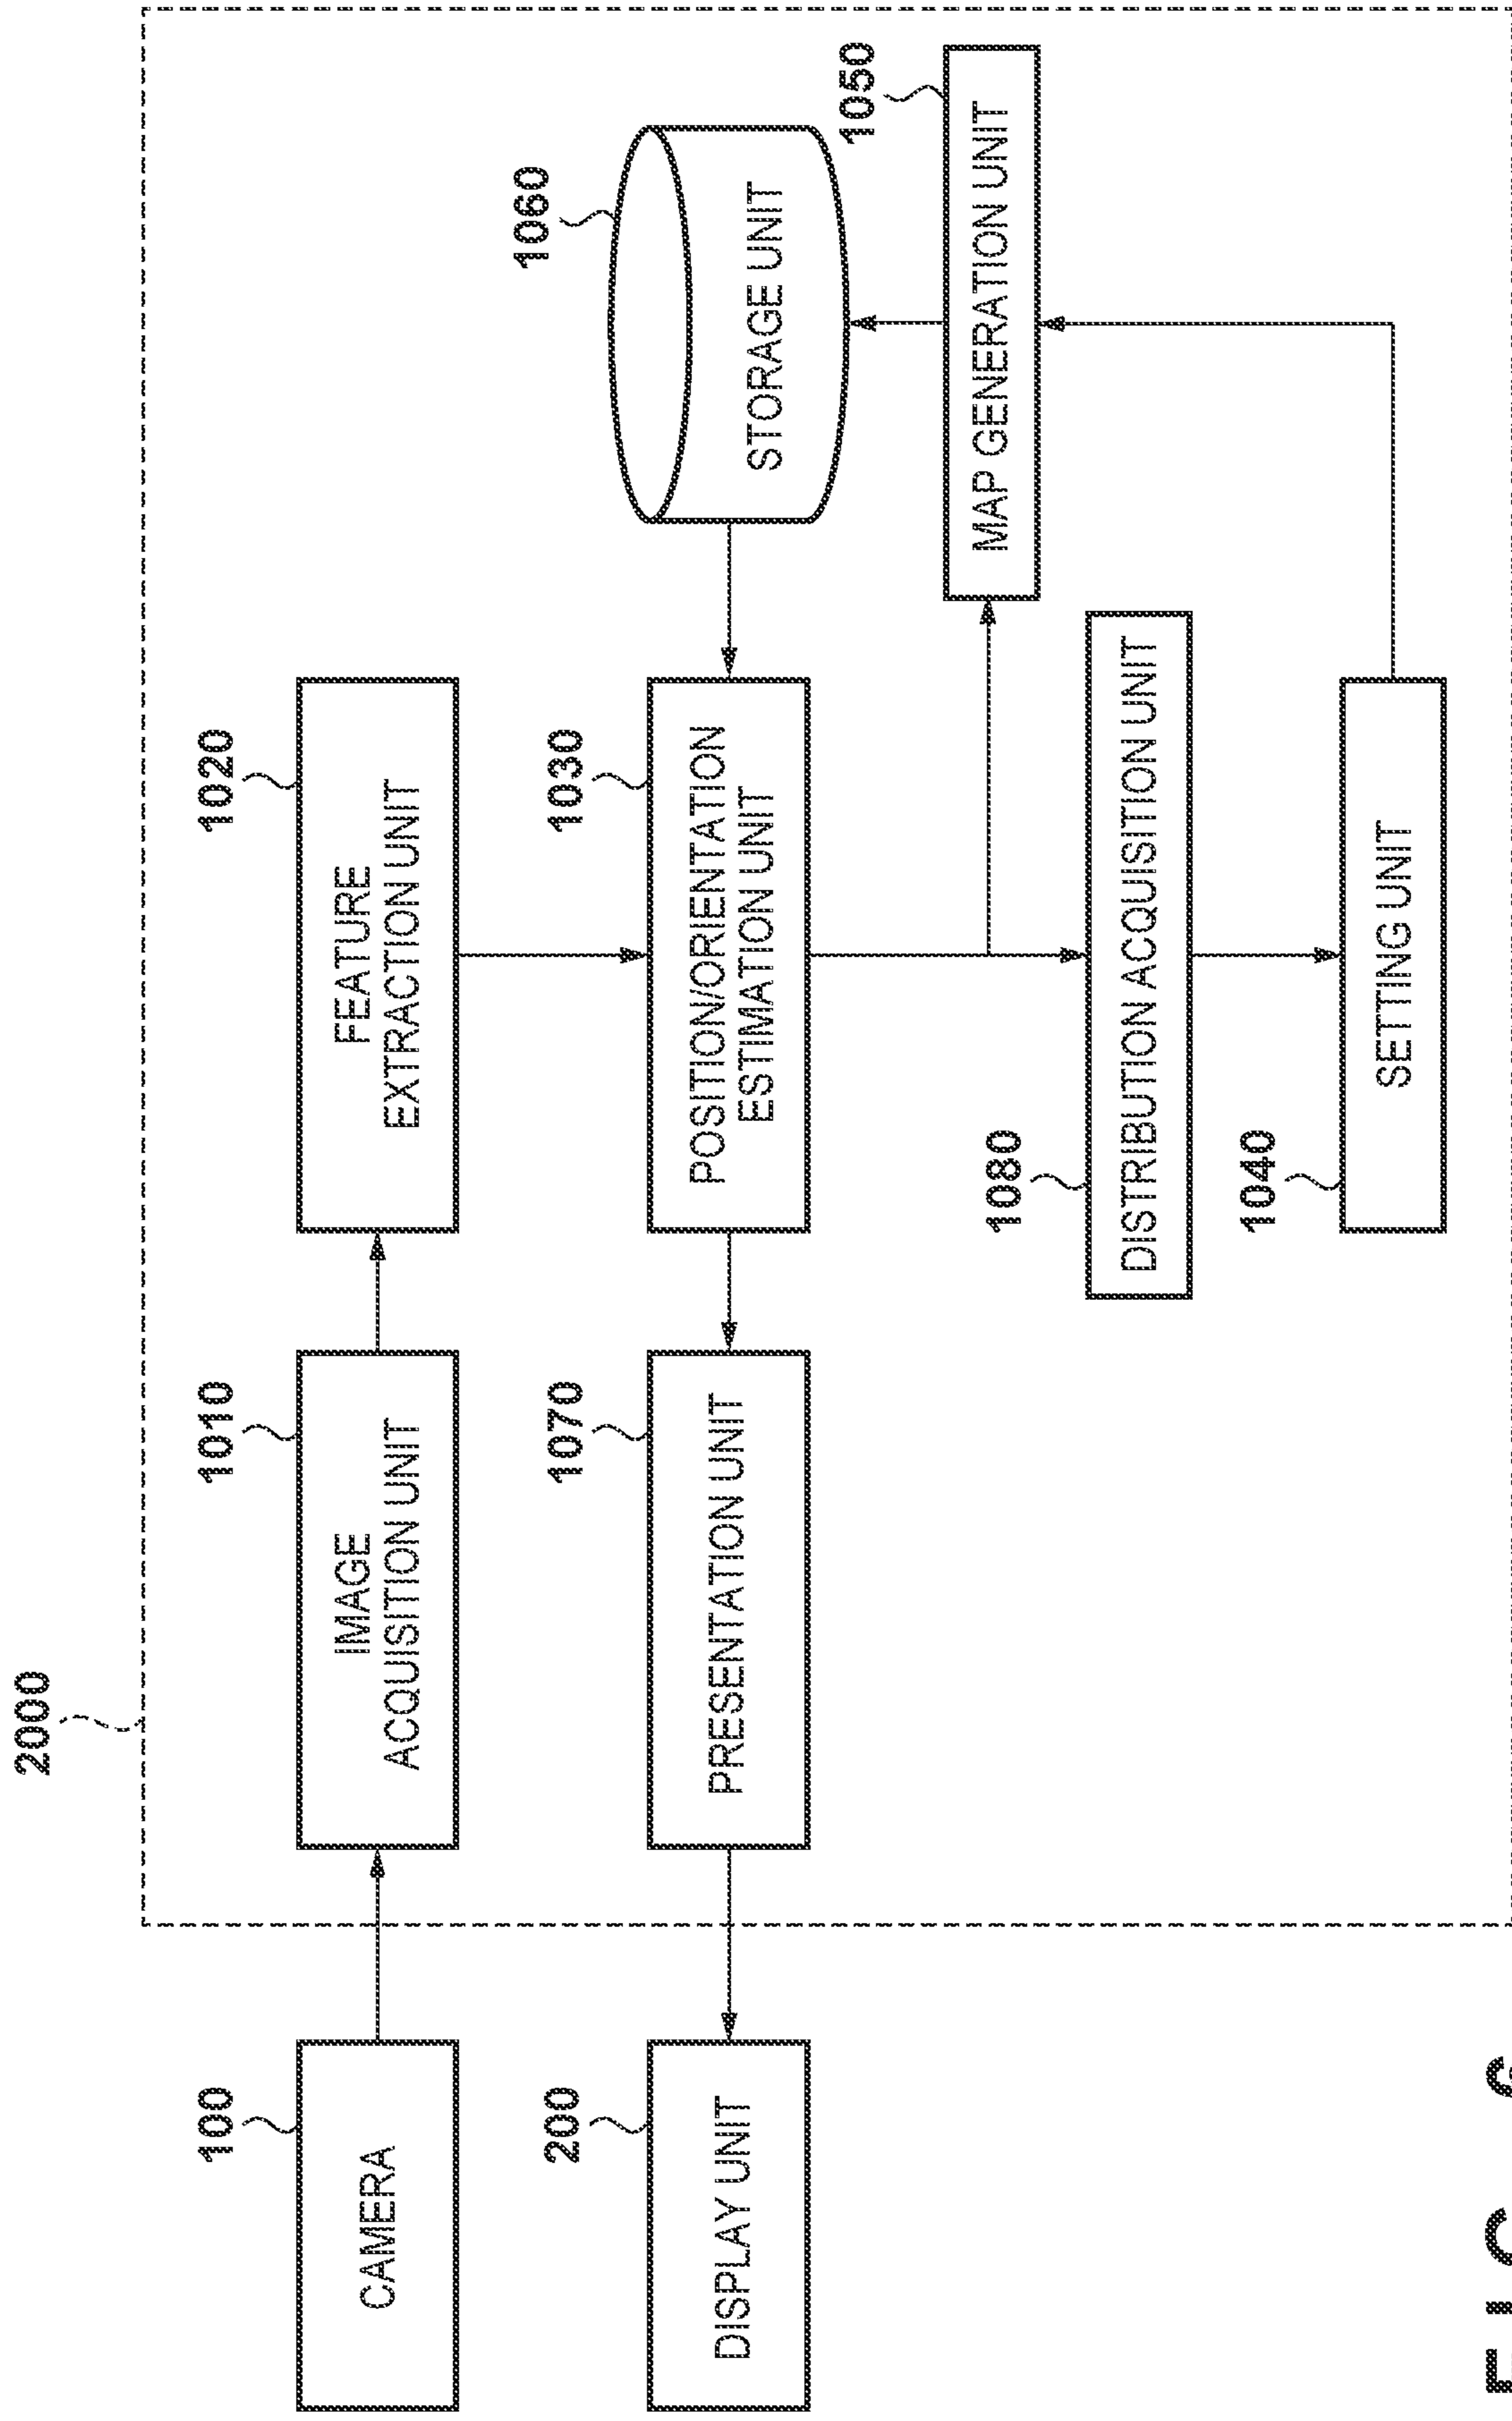 2000
100
CAMERA
1010
IMAGE
ACQUISITION UNIT
1020
FEATURE
EXTRACTION UNIT
1060
STORAGE UNIT
200
DISPLAY UNIT
1070
PRESENTATION UNIT
1030
POSITION/ORIENTATION
ESTIMATION UNIT
1050
MAP GENERATION UNIT
1080
DISTRIBUTION ACQUISITION UNIT
1040
SETTING UNIT